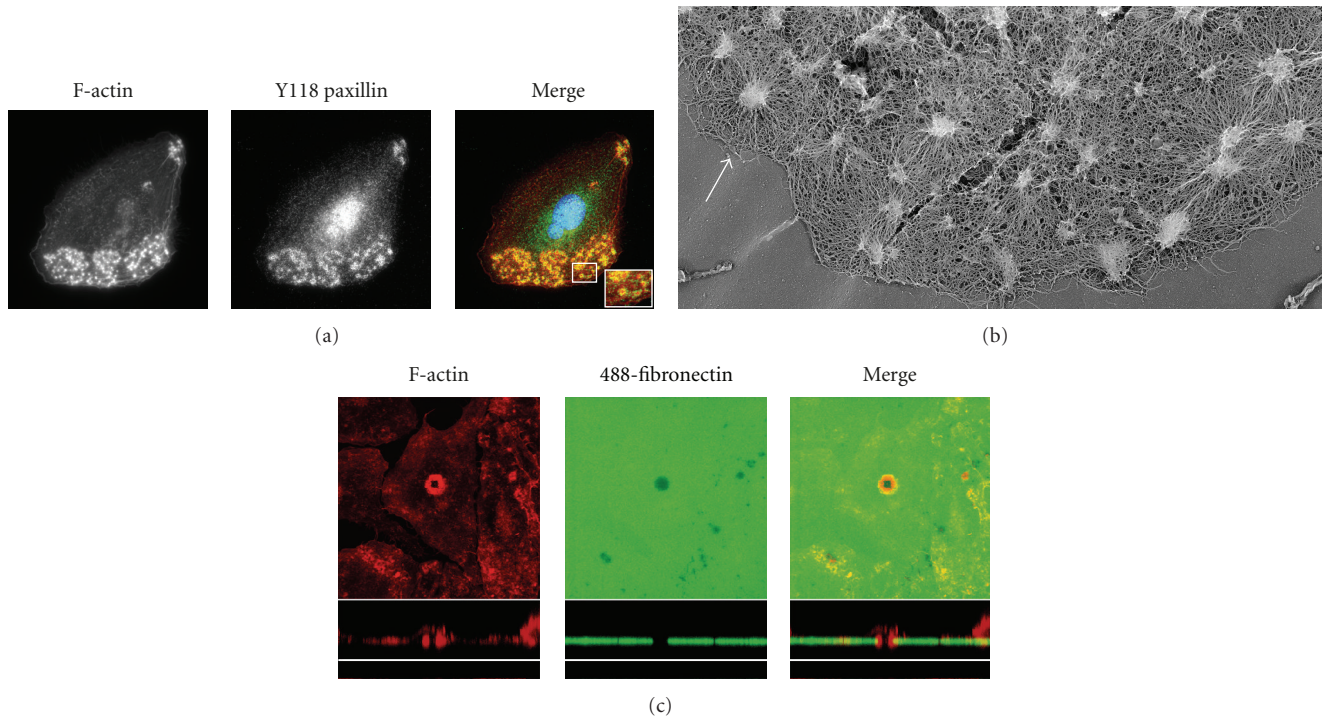 F-actin
Y118 paxillin
Merge
(a)
(b)
F-actin
488-fibronectin
Merge
(c)